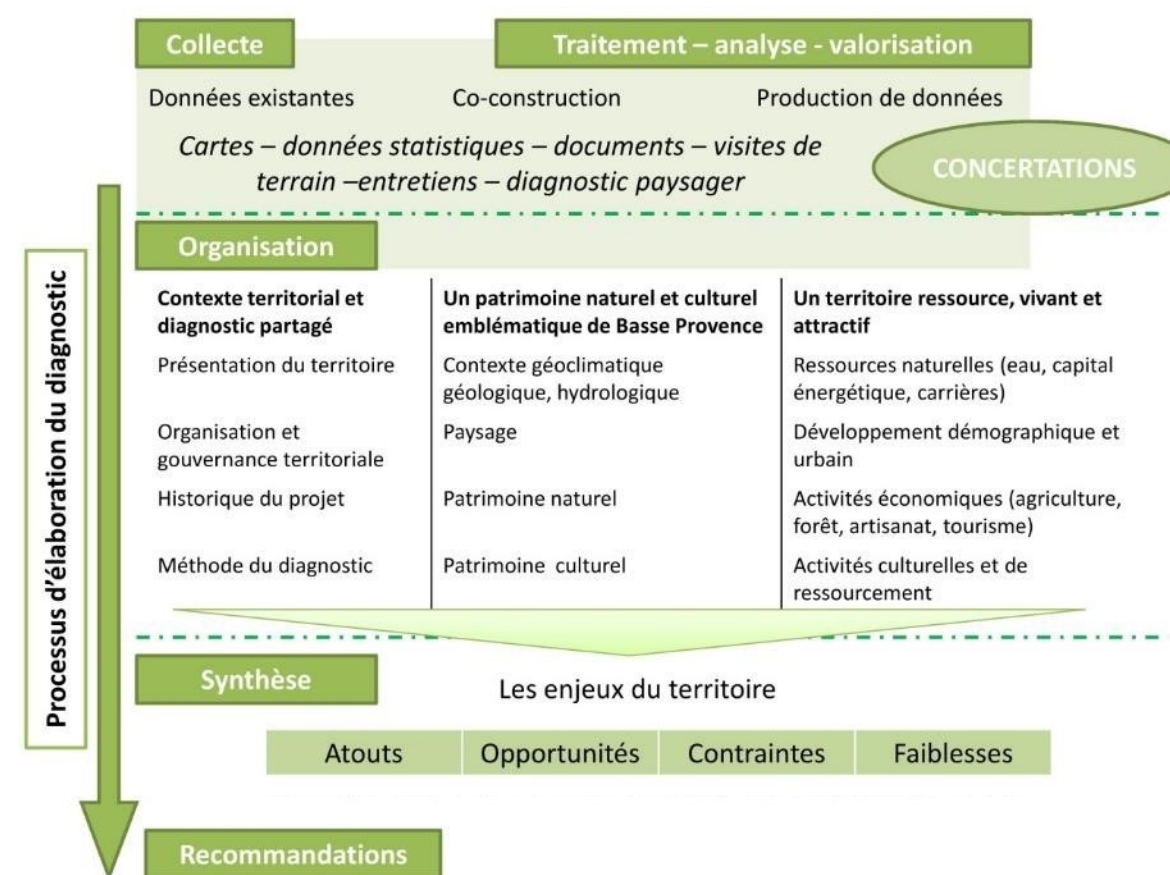 Collecte
Traitement – analyse - valorisation
Données existantes
Co-construction
Production de données
Cartes – données statistiques – documents – visites de
terrain –entretiens – diagnostic paysager
CONCERTATIONS
Processus d'élaboration du diagnostic
Organisation
Contexte territorial et
diagnostic partagé
Présentation du territoire
Organisation et
gouvernance territoriale
Historique du projet
Méthode du diagnostic
Un patrimoine naturel et culturel
emblématique de Basse Provence
Contexte géoclimatique
géologique, hydrologique
Paysage
Patrimoine naturel
Patrimoine culturel
Un territoire ressource, vivant et
attractif
Ressources naturelles (eau, capital
énergétique, carrières)
Développement démographique et
urbain
Activités économiques (agriculture,
forêt, artisanat, tourisme)
Activités culturelles et de
ressourcement
Synthèse
Les enjeux du territoire
Atouts
Opportunités
Contraintes
Faiblesses
Recommandations